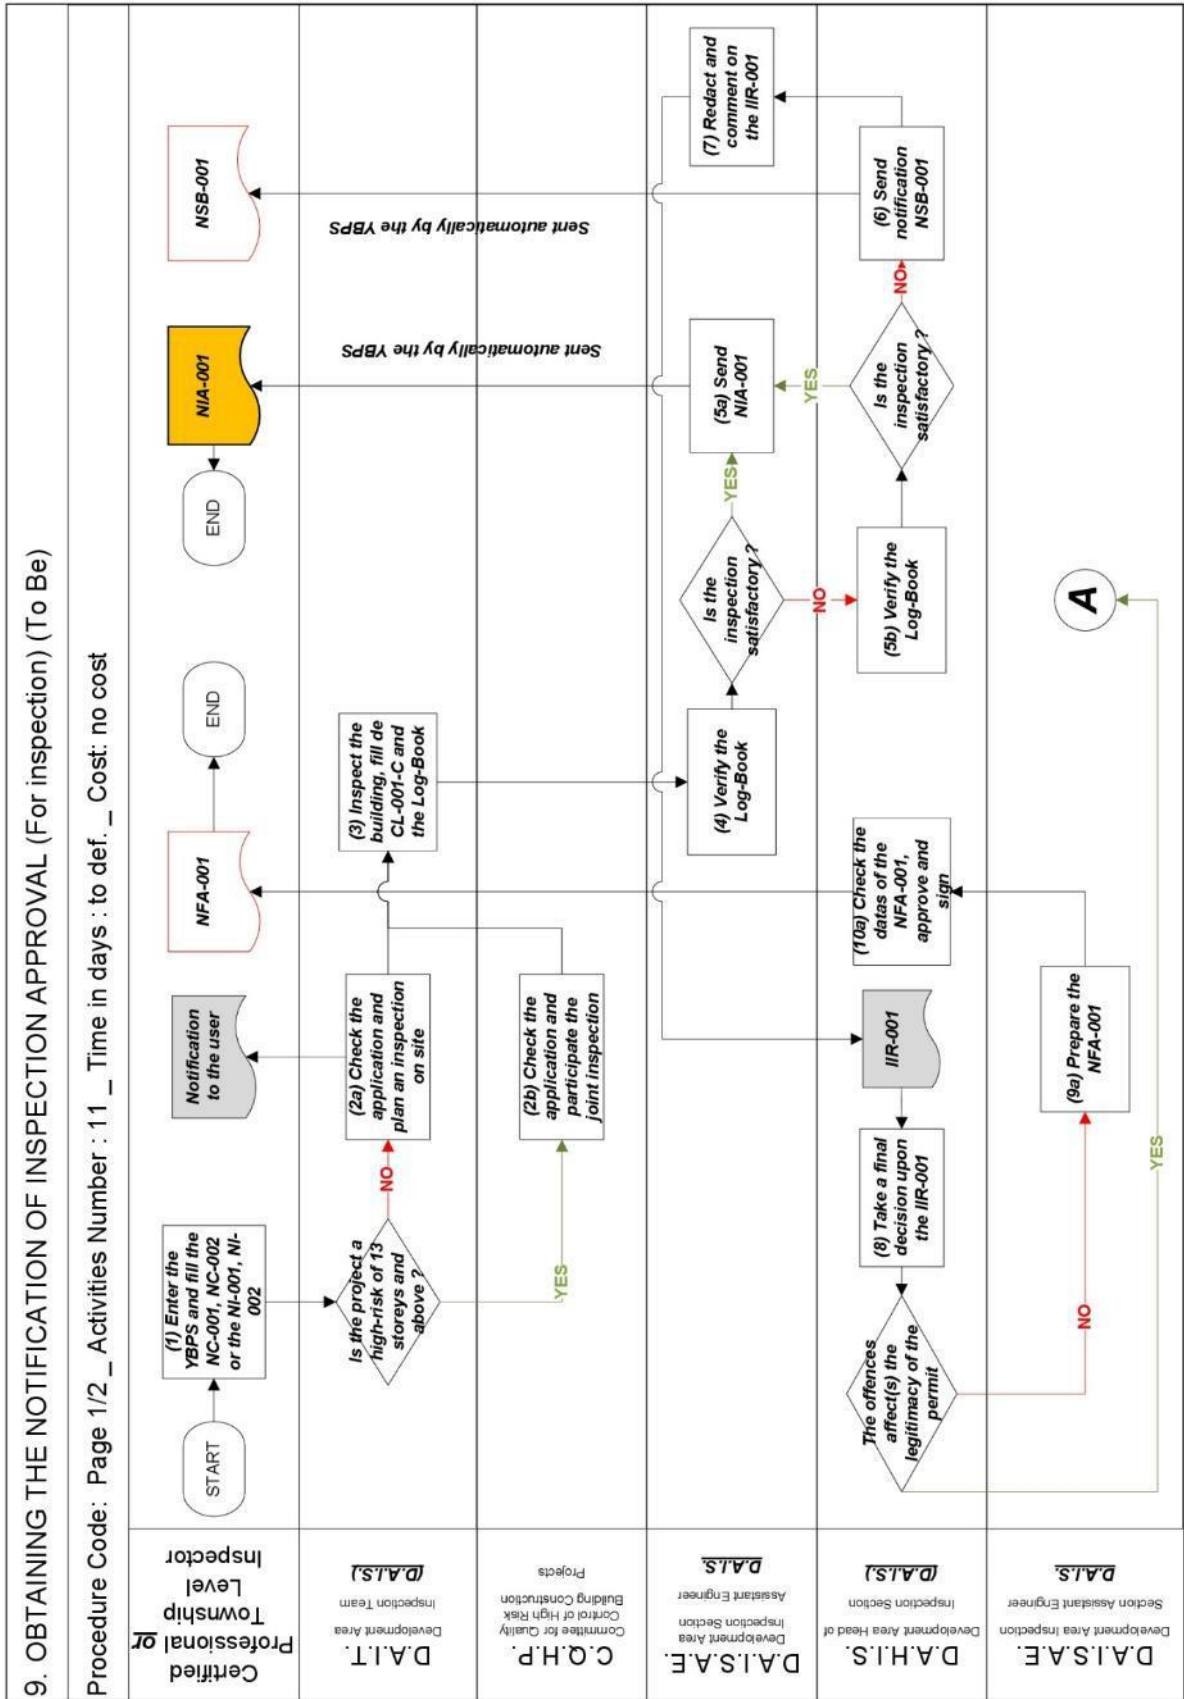 9. OBTAINING THE NOTIFICATION OF INSPECTION APPROVAL (For inspection) (To Be)
Procedure Code: Page 1/2 _ Activities Number : 11 _ Time in days : to def. _ Cost: no cost
Certified
Professional or
Township
Level
Inspector
START
(1) Enter the
YBPS and fill the
NC-001, NC-002
or the NI-001, NI-
002
Notification
to the user
NFA-001
END
END
NIA-001
NSB-001
D.A.I.T.
Development Area
Inspection Team
(D.A.I.S.)
Is the project a
high-risk of 13
storeys and
above ?
NO
YES
(2a) Check the
application and
plan an inspection
on site
(3) Inspect the
building, fill de
CL-001-C and
the Log-Book
Sent automatically by the YBPS
Sent automatically by the YBPS
C.Q.H.P.
Committee for Quality
Control of High Risk
Building Construction
Projects
(2b) Check the
application and
participate the
joint inspection
D.A.I.S.A.E.
Development Area
Inspection Section
Assistant Engineer
D.A.I.S.
(4) Verify the
Log-Book
Is the
inspection
satisfactory ?
YES
NO
(5a) Send
NIA-001
(7) Redact and
comment on
the IIR-001
D.A.H.I.S.
Development Area Head of
Inspection Section
(D.A.I.S.)
The offences
affect(s) the
legitimacy of the
permit
(8) Take a final
decision upon
the IIR-001
IIR-001
(10a) Check the
datas of the
NFA-001,
approve and
sign
(5b) Verify the
Log-Book
Is the
inspection
satisfactory ?
YES
NO
(6) Send
notification
NSB-001
D.A.I.S.A.E.
Development Area Inspection
Section Assistant Engineer
D.A.I.S.
NO
(9a) Prepare the
NFA-001
YES
A